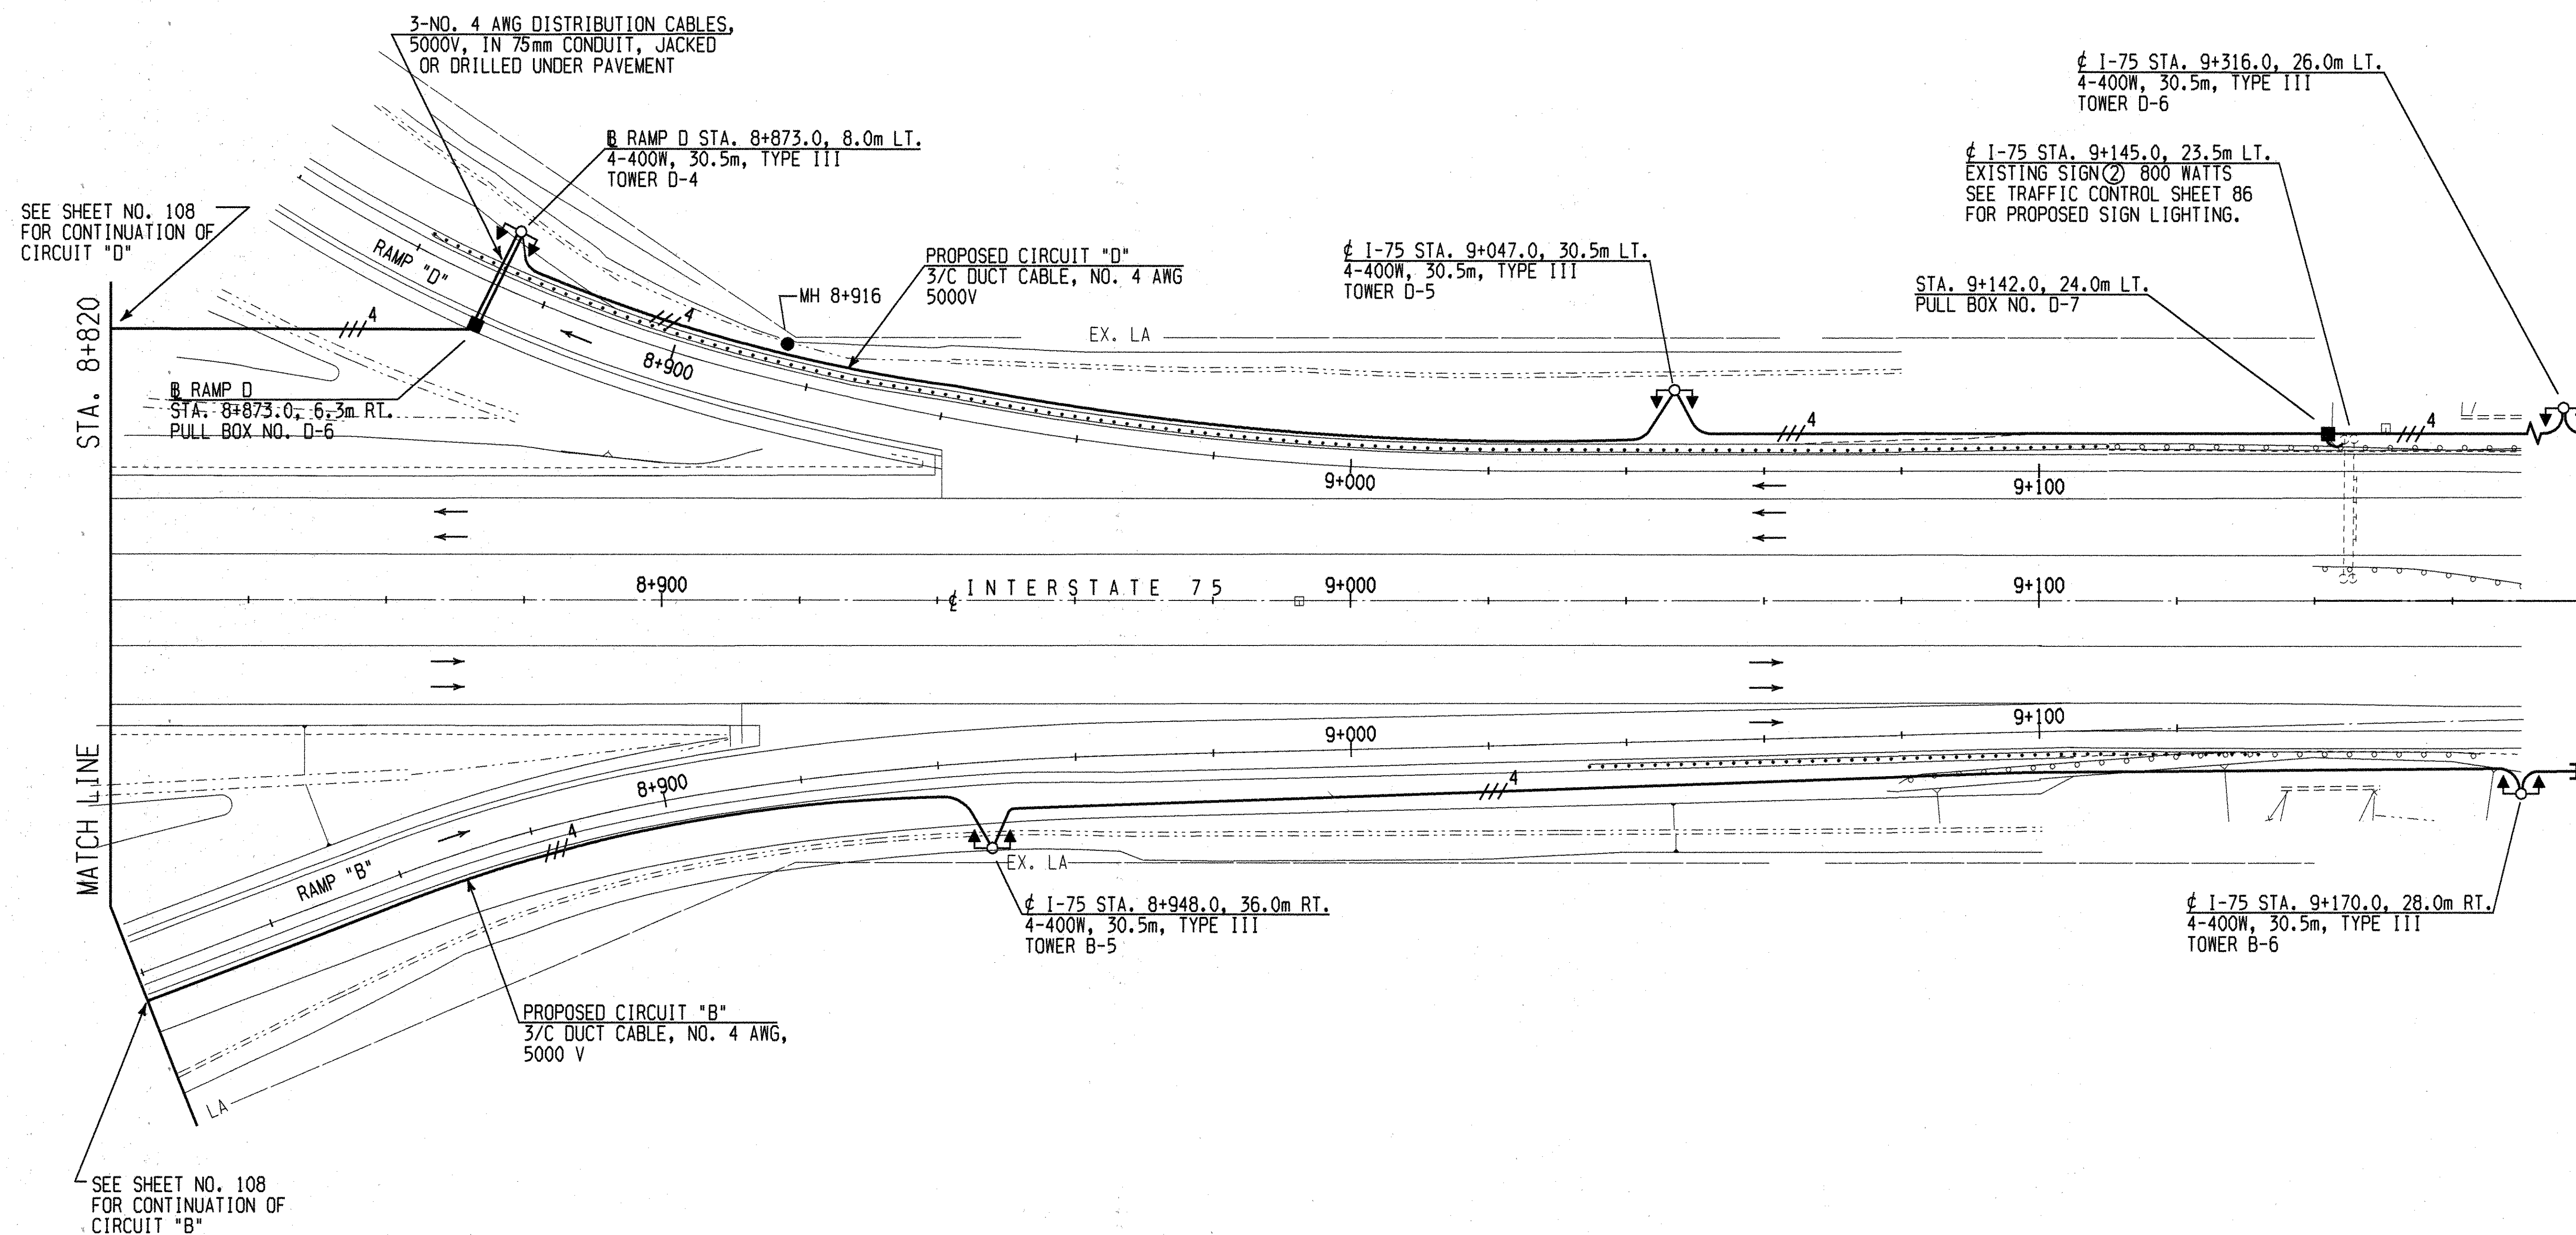 3-NO. 4 AWG DISTRIBUTION CABLES,
5000V, IN 75mm CONDUIT, JACKED
OR DRILLED UNDER PAVEMENT
℄ I-75 STA. 9+316.0, 26.0m LT.
4-400W, 30.5m, TYPE III
TOWER D-6
B RAMP D STA. 8+873.0, 8.0m LT.
4-400W, 30.5m, TYPE III
TOWER D-4
℄ I-75 STA. 9+145.0, 23.5m LT.
EXISTING SIGN 2 800 WATTS
SEE TRAFFIC CONTROL SHEET 86
FOR PROPOSED SIGN LIGHTING.
SEE SHEET NO. 108
FOR CONTINUATION OF
CIRCUIT "D"
RAMP "D"
PROPOSED CIRCUIT "D"
3/C DUCT CABLE, NO. 4 AWG
5000V
℄ I-75 STA. 9+047.0, 30.5m LT.
4-400W, 30.5m, TYPE III
TOWER D-5
STA. 9+142.0, 24.0m LT.
PULL BOX NO. D-7
MH 8+916
4
4
EX. LA
STA. 8+820
8+900
B RAMP D
STA. 8+873.0, 6.3m RT.
PULL BOX NO. D-6
4
4
9+000
9+100
8+900
℄ INTERSTATE 75
9+000
9+100
9+000
9+100
MATCH LINE
8+900
4
4
RAMP "B"
EX. LA
℄ I-75 STA. 8+948.0, 36.0m RT.
4-400W, 30.5m, TYPE III
TOWER B-5
℄ I-75 STA. 9+170.0, 28.0m RT.
4-400W, 30.5m, TYPE III
TOWER B-6
PROPOSED CIRCUIT "B"
3/C DUCT CABLE, NO. 4 AWG,
5000 V
LA
SEE SHEET NO. 108
FOR CONTINUATION OF
CIRCUIT "B"